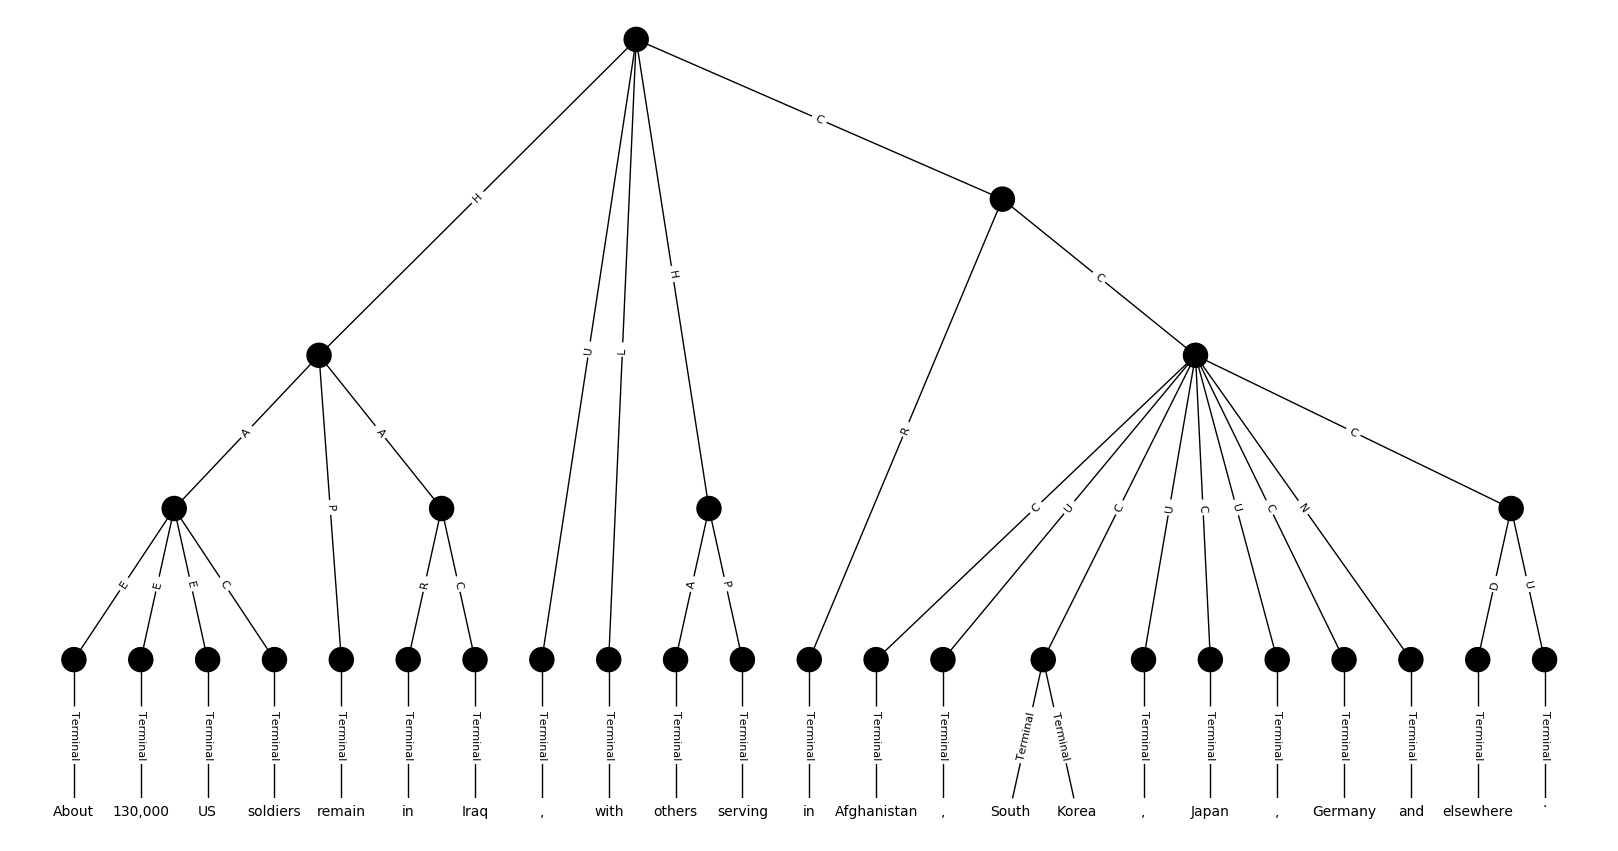 C
H
C
H
U
L
A
A
R
C
P
C
U
C
U
C
U
C
N
E
E
E
C
R
C
A
P
D
U
Terminal Terminal Terminal Terminal Terminal Terminal Terminal Terminal Terminal Terminal Terminal Terminal Terminal Terminal Terminal Terminal Terminal Terminal Terminal Terminal Terminal Terminal Terminal
About 130,000 US soldiers remain in Iraq , with others serving in Afghanistan , South Korea , Japan , Germany and elsewhere .